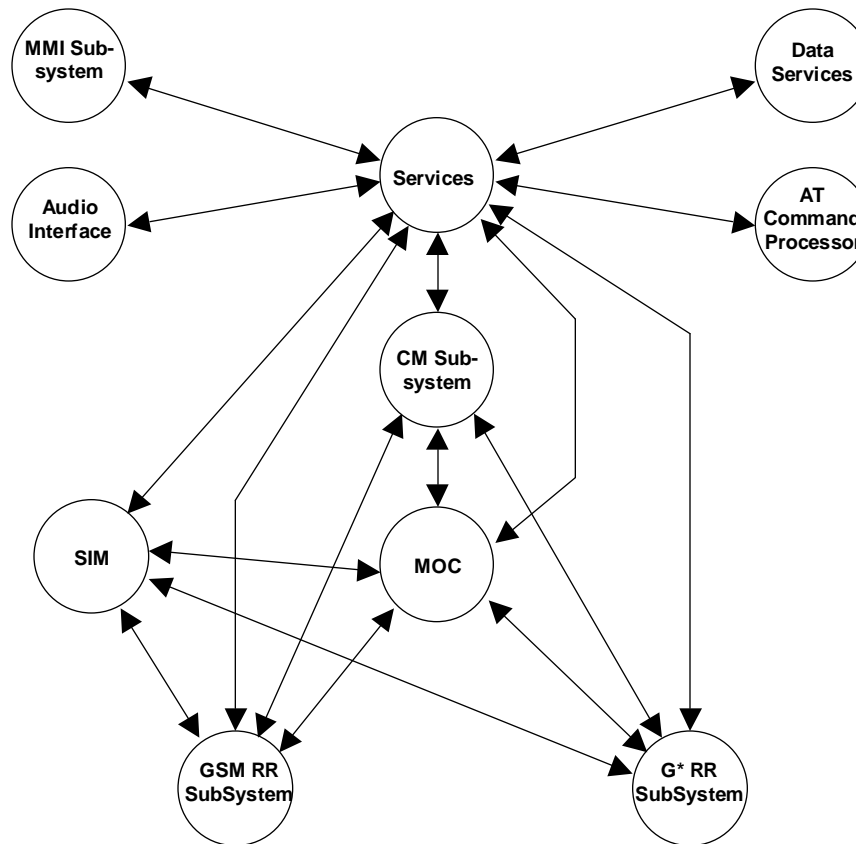 MMI Sub-
system
Data
Services
Services
Audio
Interface
AT
Command
Processor
CM Sub-
system
SIM
MOC
GSM RR
SubSystem
G* RR
SubSystem